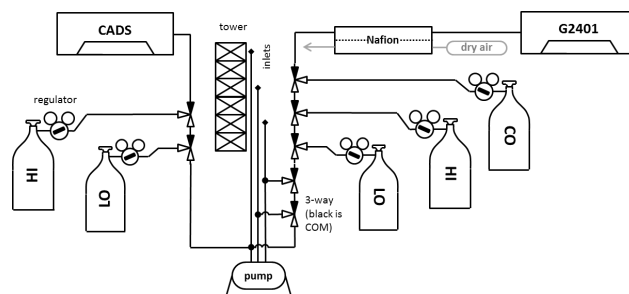 CADS
tower
inlets
Nafion
dry air
G2401
regulator
HI
LO
3-way
(black is
COM)
LO
HI
CO
pump